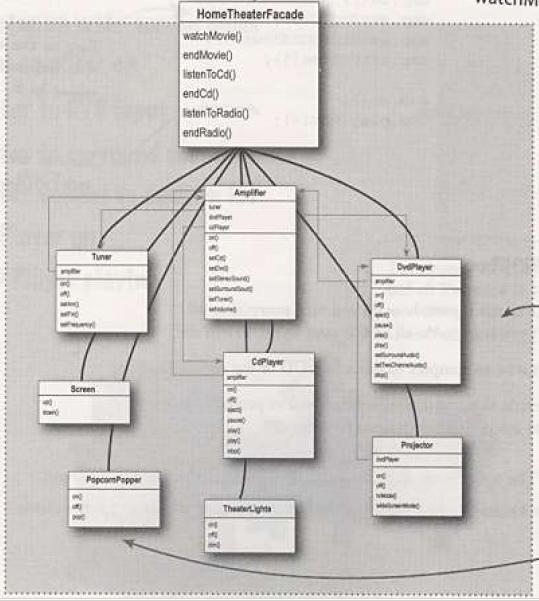 watchM
HomeTheaterFacade
watchMovie()
endMovie()
listenToCd()
endCd()
listenToRadio()
endRadio()
Amplifier
tuner
dvdPlayer
cdPlayer
on()
off()
setCd()
setDvd()
setStereoSound()
setSurroundSound()
setTuner()
setVolume()
Tuner
amplifier
on()
off()
setAm()
setFm()
setFrequency()
DvdPlayer
amplifier
on()
off()
eject()
pause()
play()
play()
setSurroundAudio()
setTwoChannelAudio()
stop()
Screen
up()
down()
CdPlayer
amplifier
on()
off()
eject()
pause()
play()
play()
stop()
PopcornPopper
on()
off()
pop()
TheaterLights
on()
off()
dim()
Projector
dvdPlayer
on()
off()
tvMode()
wideScreenMode()